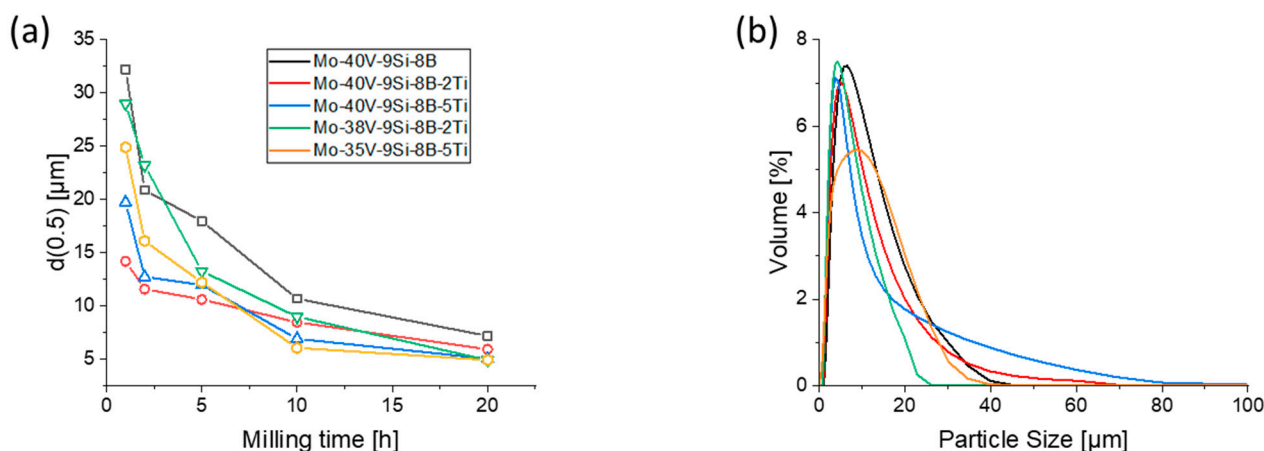 (a)
35
30
25
20
15
10
5
d(0.5) [µm]
0
5
10
15
20
Milling time [h]
Mo-40V-9Si-8B
Mo-40V-9Si-8B-2Ti
Mo-40V-9Si-8B-5Ti
Mo-38V-9Si-8B-2Ti
Mo-35V-9Si-8B-5Ti
(b)
8
6
4
2
0
Volume [%]
0
20
40
60
80
100
Particle Size [µm]